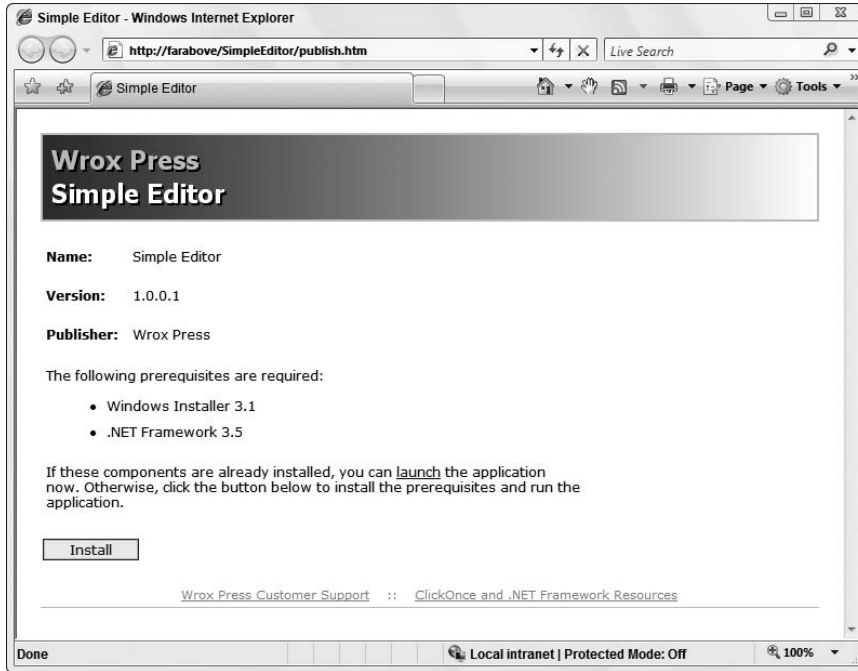 Simple Editor - Windows Internet Explorer
http://farabove/SimpleEditor/publish.htm
Live Search
Simple Editor
Page
Tools
Wrox Press
Simple Editor
Name: Simple Editor
Version: 1.0.0.1
Publisher: Wrox Press
The following prerequisites are required:
• Windows Installer 3.1
• .NET Framework 3.5
If these components are already installed, you can launch the application
now. Otherwise, click the button below to install the prerequisites and run the
application.
Install
Wrox Press Customer Support :: ClickOnce and .NET Framework Resources
Done
Local intranet | Protected Mode: Off
100%